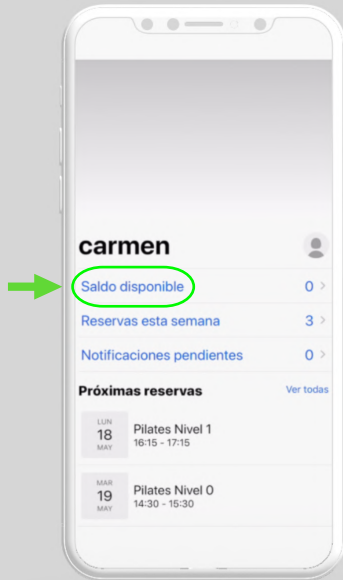 carmen
Saldo disponible 0
Reservas esta semana 3
Notificaciones pendientes 0
Próximas reservas Ver todas
LUN
18
MAY
Pilates Nivel 1
16:15 - 17:15
MAR
19
MAY
Pilates Nivel 0
14:30 - 15:30